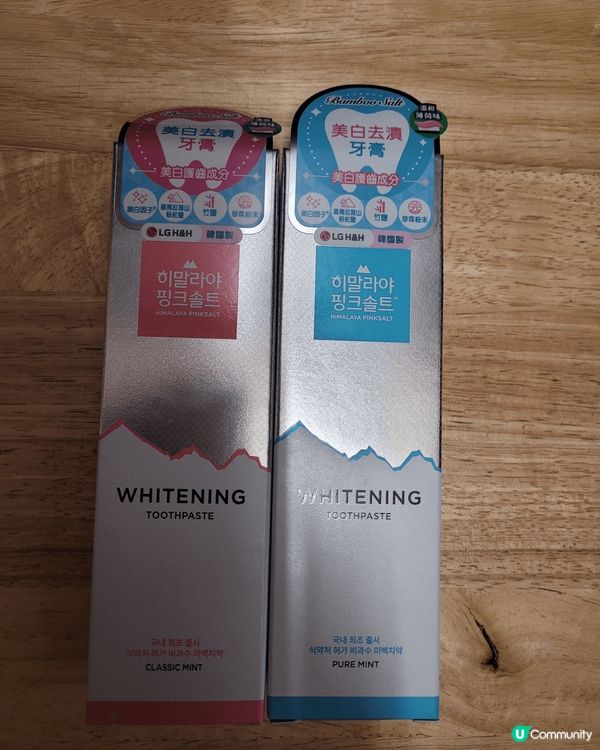 Bamboo Salt
美白去漬
牙膏
美白護齒成分
美白因子*
喜馬拉雅山
粉紅鹽
竹鹽
珍珠粉末
LG H&H
韓國製
히말라야
핑크솔트
HIMALAYA PINKSALT
WHITENING
TOOTHPASTE
국내 최초 출시
식약처 허가 비과수 미백치약
CLASSIC MINT
Bamboo Salt
溫和
薄荷味
美白去漬
牙膏
美白護齒成分
美白因子*
喜馬拉雅山
粉紅鹽
竹鹽
珍珠粉末
LG H&H
韓國製
히말라야
핑크솔트™
HIMALAYA PINKSALT
WHITENING
TOOTHPASTE
국내 최초 출시
식약처 허가 비과수 미백치약
PURE MINT
U Community